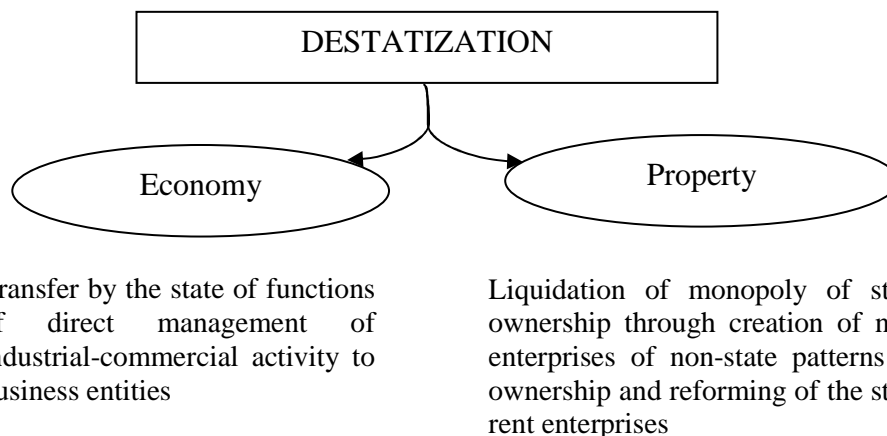 DESTATIZATION
Economy
Property
ransfer by the state of functions
f direct management of
ndustrial-commercial activity to
usiness entities
Liquidation of monopoly of st
ownership through creation of n
enterprises of non-state patterns
ownership and reforming of the st
rent enterprises